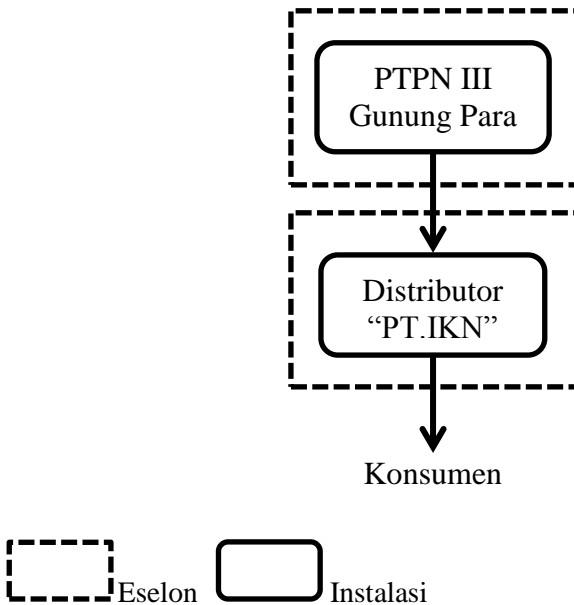 PTPN III
Gunung Para
Distributor
“PT.IKN”
Konsumen
Eselon
Instalasi